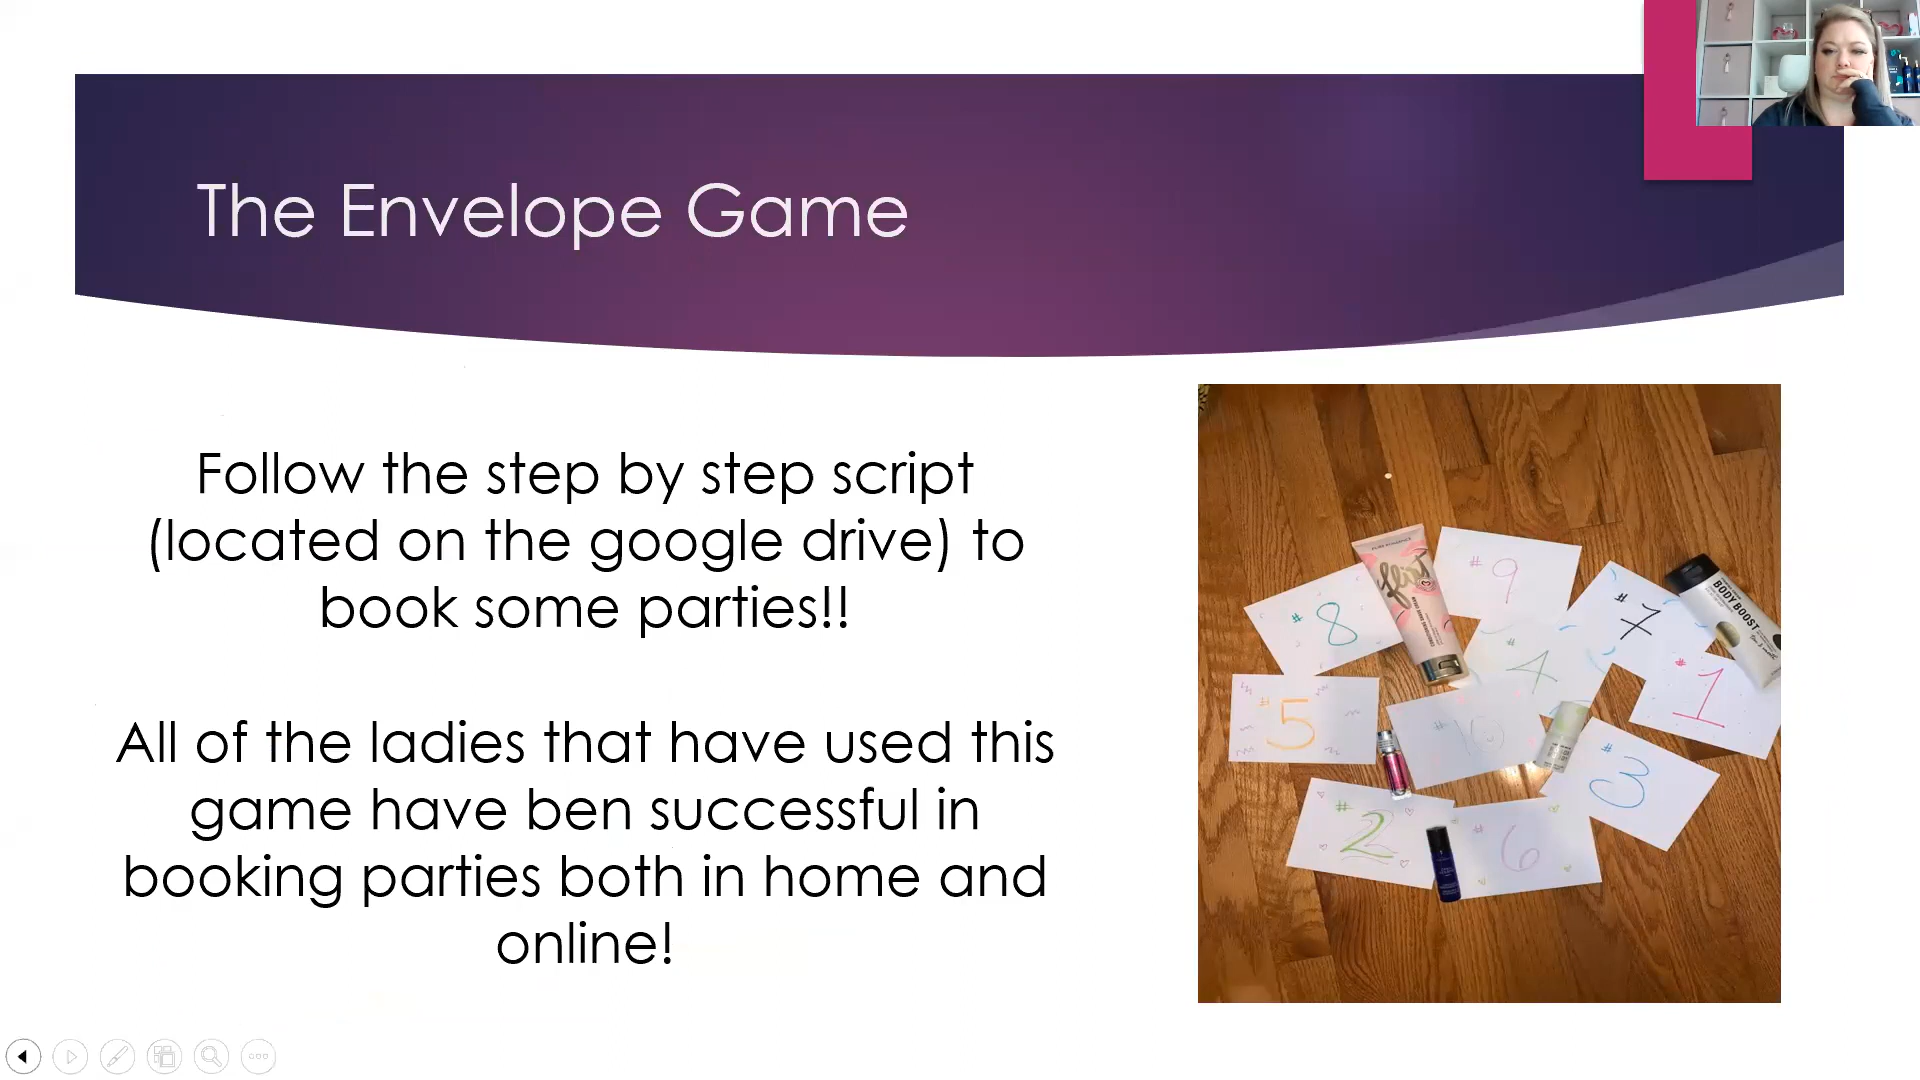 The Envelope Game
Follow the step by step script
(located on the google drive) to
book some parties!!
All of the ladies that have used this
game have ben successful in
booking parties both in home and
online!
#9
#8
flirt
#7
BODY BOOST
#4
#1
#5
#3
#2
#6